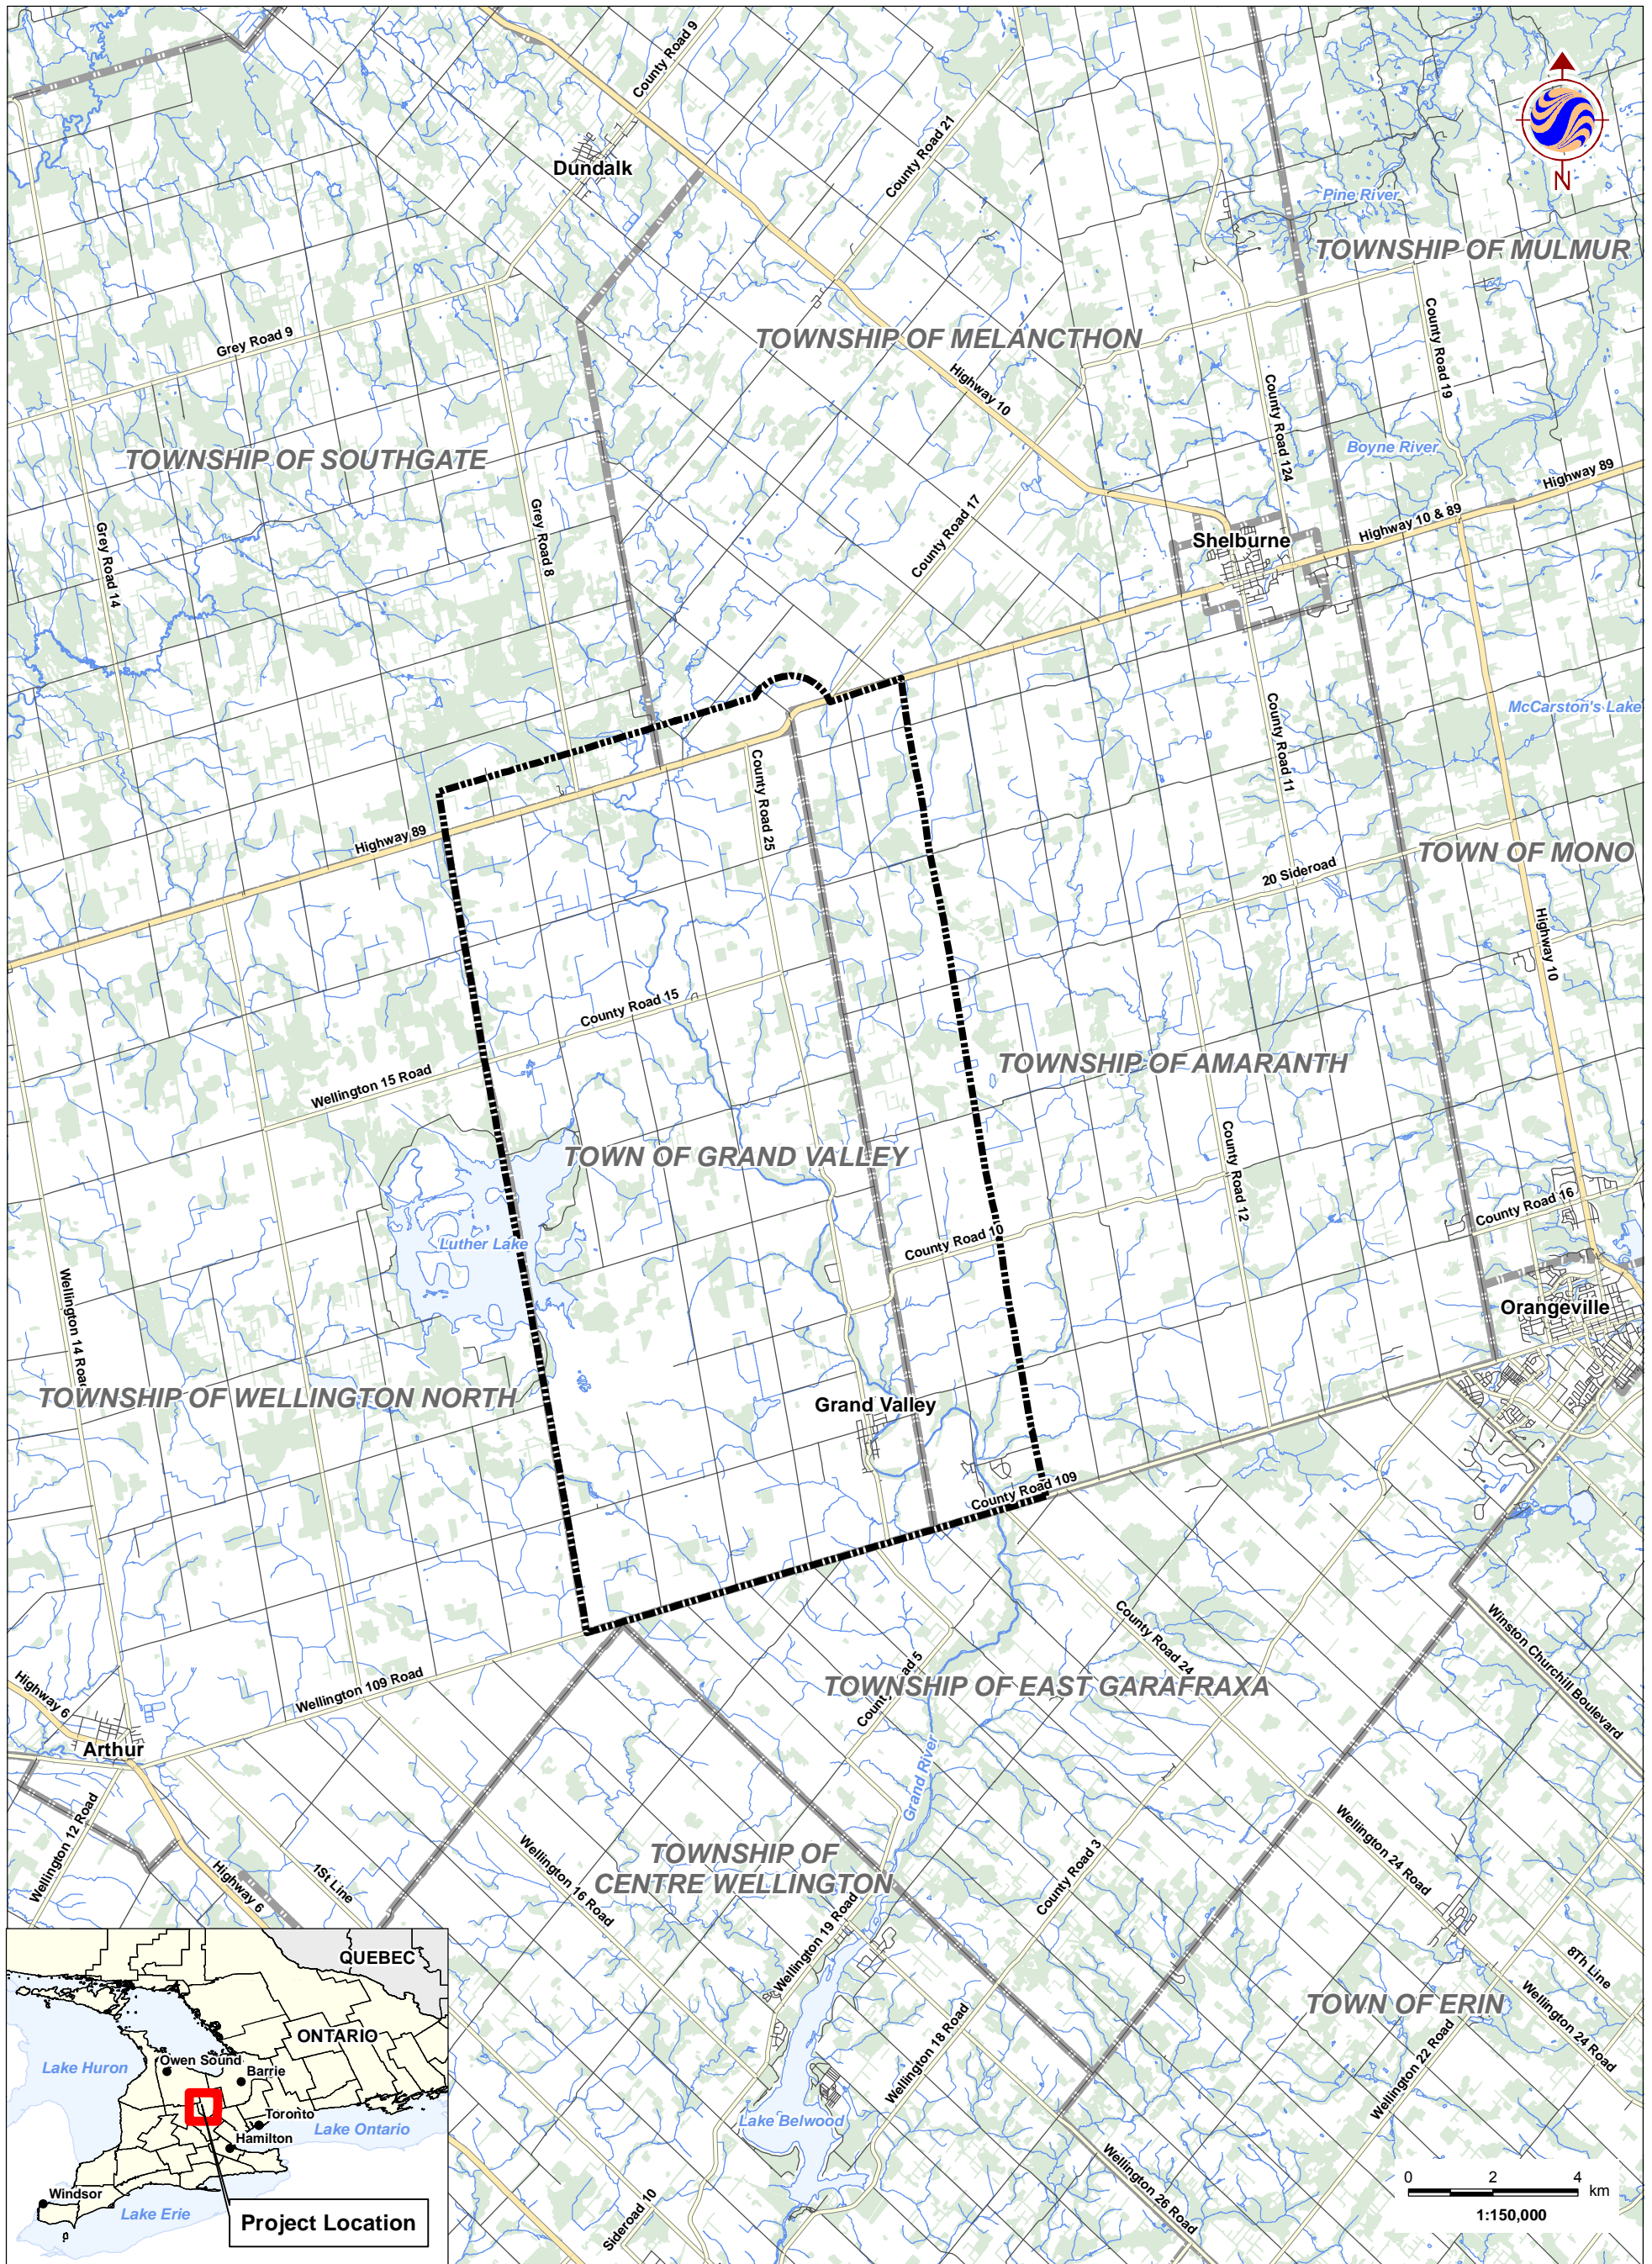 County Road 9
Dundalk
County Road 21
N
Pine River
TOWNSHIP OF MULMUR
Grey Road 9
TOWNSHIP OF MELANCTHON
County Road 19
Highway 10
County Road 124
TOWNSHIP OF SOUTHGATE
Boyne River
Highway 89
Grey Road 14
Grey Road 8
County Road 17
Shelburne
Highway 10 & 89
McCarston's Lake
County Road 11
County Road 25
Highway 89
20 Sideroad
TOWN OF MONO
Highway 10
County Road 15
Wellington 15 Road
TOWNSHIP OF AMARANTH
TOWN OF GRAND VALLEY
County Road 12
County Road 16
Luther Lake
County Road 10
Wellington 14 Road
Orangeville
TOWNSHIP OF WELLINGTON NORTH
Grand Valley
County Road 109
County Road 24
Winston Churchill Boulevard
Highway 6
Wellington 109 Road
County Road 5
TOWNSHIP OF EAST GARAFRAXA
Arthur
Grand River
Wellington 12 Road
Highway 6
1St Line
Wellington 16 Road
TOWNSHIP OF
CENTRE WELLINGTON
County Road 3
Wellington 24 Road
Wellington 19 Road
8Th Line
TOWN OF ERIN
Wellington 24 Road
Wellington 18 Road
Wellington 22 Road
Lake Belwood
Wellington 26 Road
Sideroad 10
QUEBEC
ONTARIO
Lake Huron
Owen Sound
Barrie
Toronto
Lake Ontario
Hamilton
Windsor
Lake Erie
Project Location
0 2 4
km
1:150,000